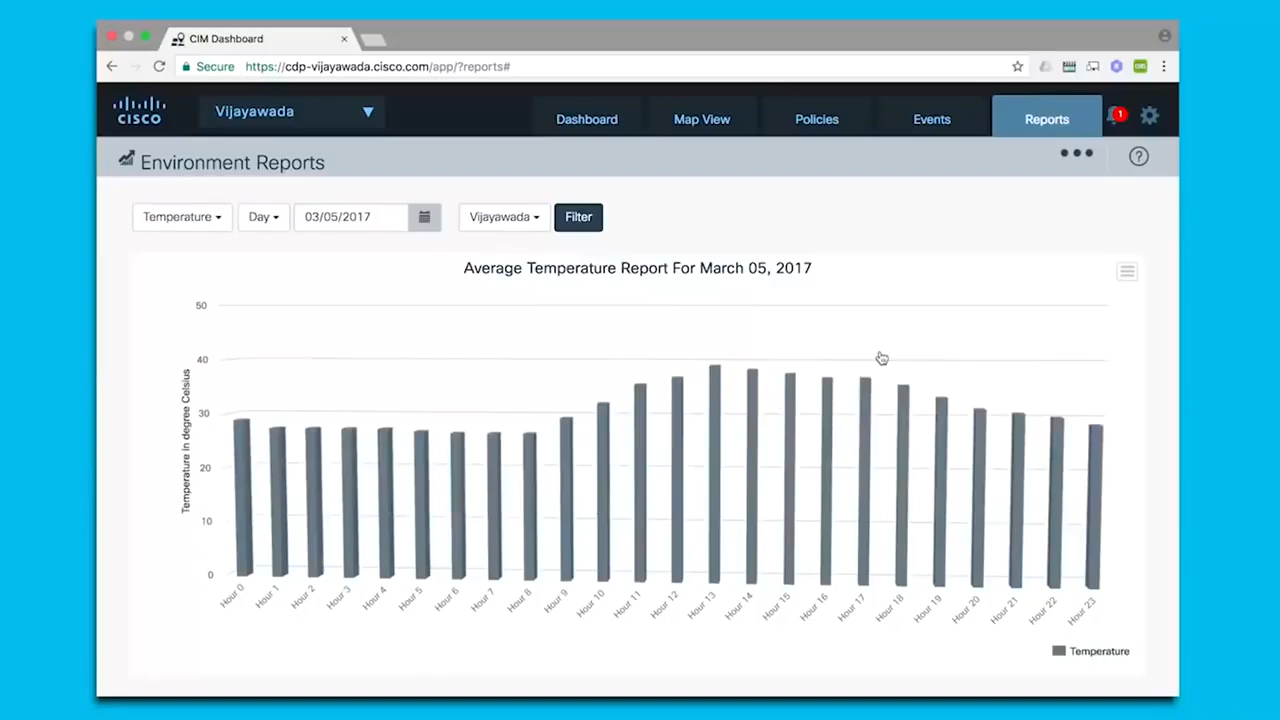 CIM Dashboard
Secure https://cdp-vijayawada.cisco.com/app/?reports#
CISCO
Vijayawada
Dashboard
Map View
Policies
Events
Reports
1
Environment Reports
?
Temperature
Day
03/05/2017
Vijayawada
Filter
Average Temperature Report For March 05, 2017
Temperature in degree Celsius
50
40
30
20
10
0
Hour 0
Hour 1
Hour 2
Hour 3
Hour 4
Hour 5
Hour 6
Hour 7
Hour 8
Hour 9
Hour 10
Hour 11
Hour 12
Hour 13
Hour 14
Hour 15
Hour 16
Hour 17
Hour 18
Hour 19
Hour 20
Hour 21
Hour 22
Hour 23
Temperature